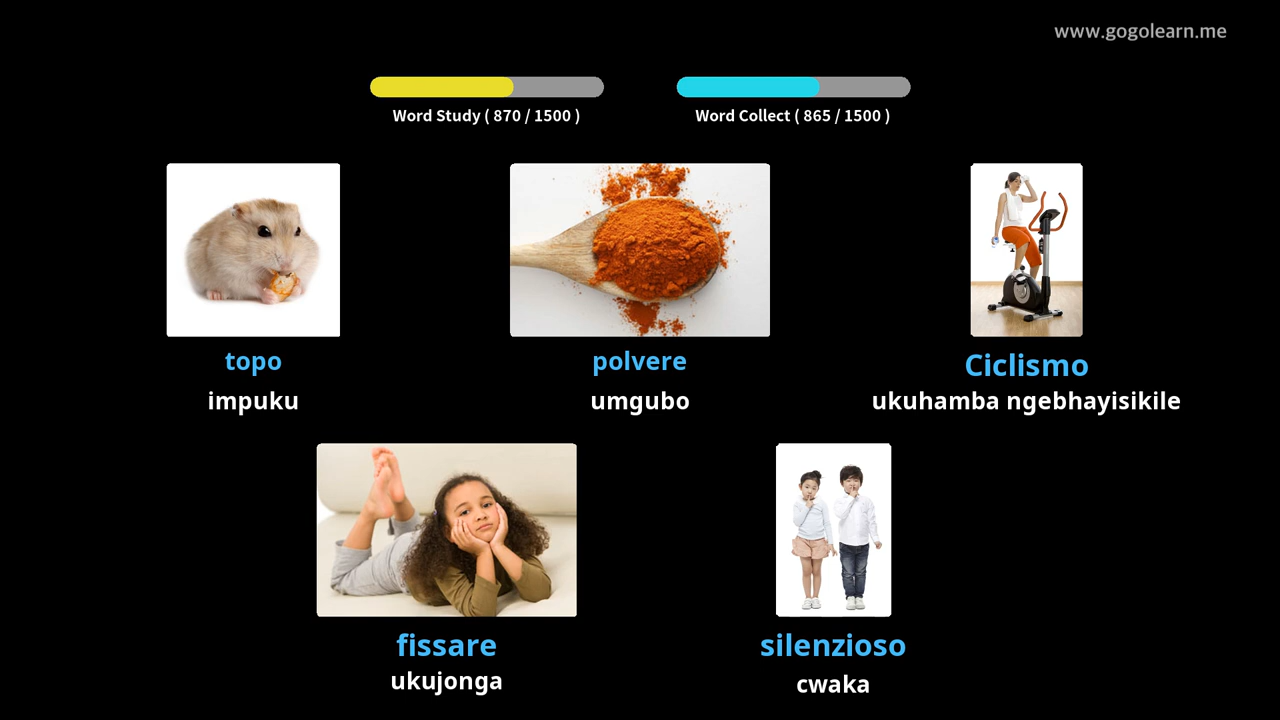 www.gogolearn.me
Word Study ( 870 / 1500 )
Word Collect ( 865 / 1500 )
topo
impuku
polvere
umgubo
Ciclismo
ukuhamba ngebhayisikile
fissare
ukujonga
silenzioso
cwaka